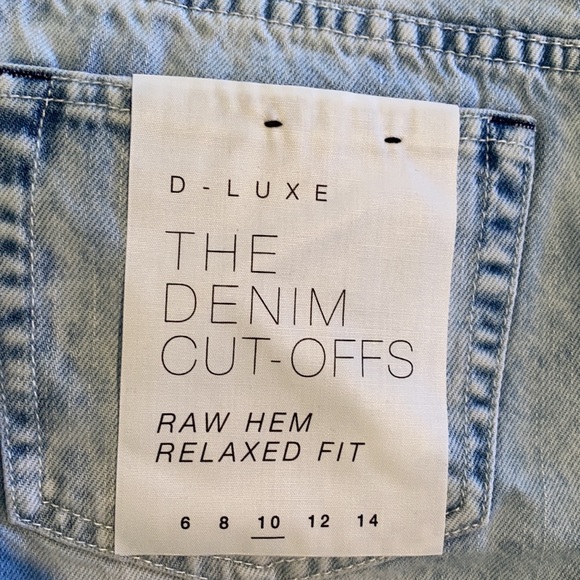 D-LUXE
THE
DENIM
CUT-OFFS
RAW HEM
RELAXED FIT
6 8 10 12 14